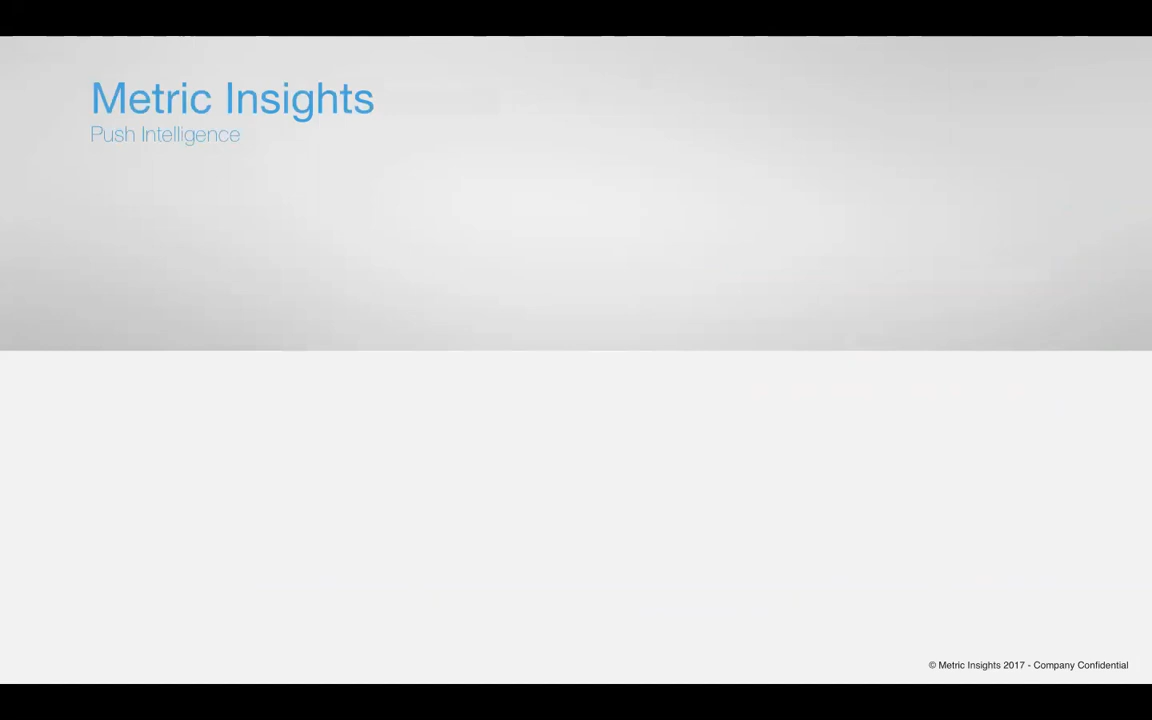 Metric Insights
Push Intelligence
© Metric Insights 2017 - Company Confidential